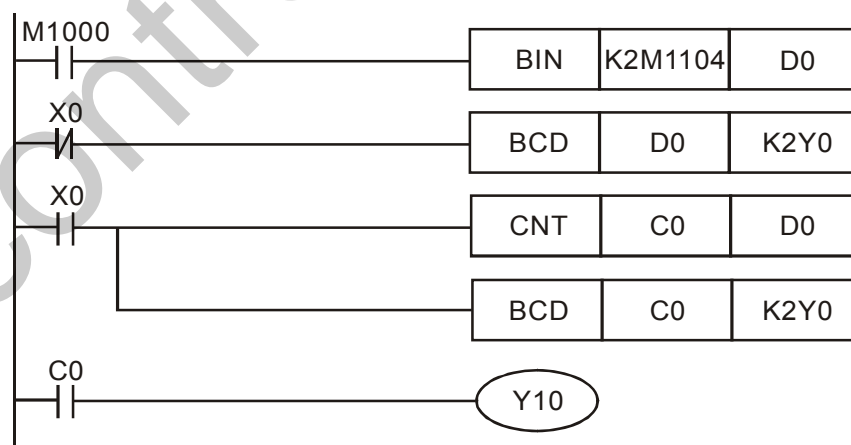 M1000
BIN K2M1104 D0
X0
BCD D0 K2Y0
X0
CNT C0 D0
BCD C0 K2Y0
C0
Y10